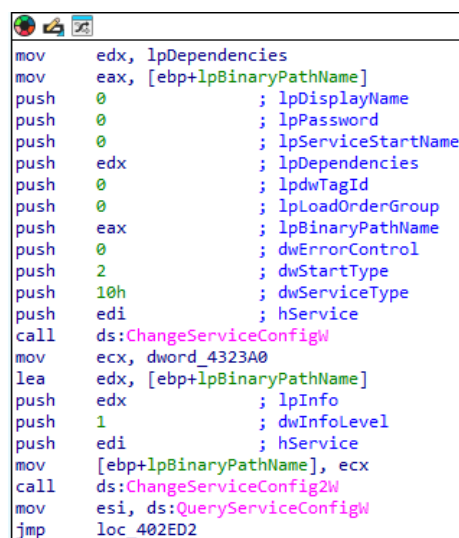 mov edx, lpDependencies
mov eax, [ebp+lpBinaryPathName]
push 0 ; lpDisplayName
push 0 ; lpPassword
push 0 ; lpServiceStartName
push edx ; lpDependencies
push 0 ; lpdwTagId
push 0 ; lpLoadOrderGroup
push eax ; lpBinaryPathName
push 0 ; dwErrorControl
push 2 ; dwStartType
push 10h ; dwServiceType
push edi ; hService
call ds:ChangeServiceConfigW
mov ecx, dword_4323A0
lea edx, [ebp+lpBinaryPathName]
push edx ; lpInfo
push 1 ; dwInfoLevel
push edi ; hService
mov [ebp+lpBinaryPathName], ecx
call ds:ChangeServiceConfig2W
mov esi, ds:QueryServiceConfigW
jmp loc_402ED2